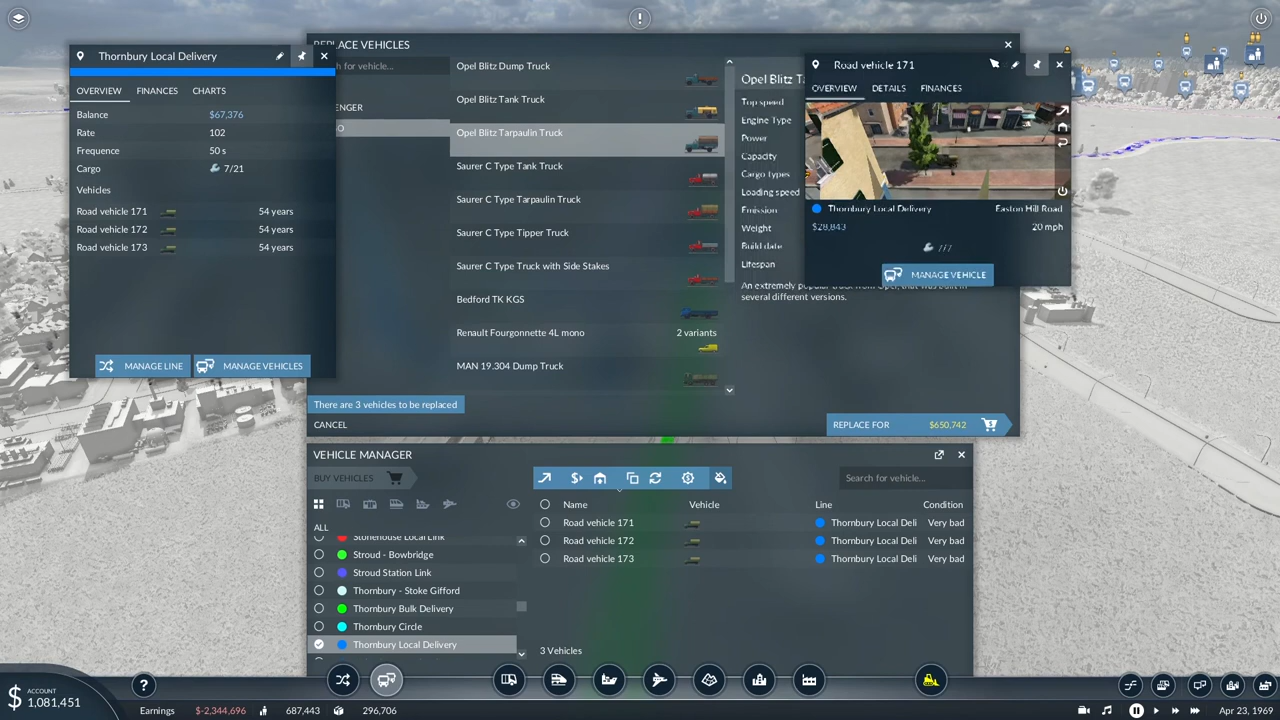 Thornbury Local Delivery
OVERVIEW FINANCES CHARTS
Balance $67,376
Rate 102
Frequence 50 s
Cargo 7/21
Vehicles
Road vehicle 171 54 years
Road vehicle 172 54 years
Road vehicle 173 54 years
MANAGE LINE MANAGE VEHICLES
REPLACE VEHICLES
h for vehicle...
ENGER
O
Opel Blitz Dump Truck
Opel Blitz Tank Truck
Opel Blitz Tarpaulin Truck
Saurer C Type Tank Truck
Saurer C Type Tarpaulin Truck
Saurer C Type Tipper Truck
Saurer C Type Truck with Side Stakes
Bedford TK KGS
Renault Fourgonnette 4L mono 2 variants
MAN 19.304 Dump Truck
Opel Blitz Ta
Top speed
Engine Type
Power
Capacity
Cargo types
Loading speed
Emission
Weight
Build date
Lifespan
An extremely popular truck from Opel, that was built in
several different versions.
There are 3 vehicles to be replaced
CANCEL
REPLACE FOR $650,742
Road vehicle 171
OVERVIEW DETAILS FINANCES
Thornbury Local Delivery Easton Hill Road
$28,843 20 mph
7/7
MANAGE VEHICLE
VEHICLE MANAGER
BUY VEHICLES
Search for vehicle...
ALL
Stonehouse Local Link
Stroud - Bowbridge
Stroud Station Link
Thornbury - Stoke Gifford
Thornbury Bulk Delivery
Thornbury Circle
Thornbury Local Delivery
Name Vehicle Line Condition
Road vehicle 171 Thornbury Local Deli Very bad
Road vehicle 172 Thornbury Local Deli Very bad
Road vehicle 173 Thornbury Local Deli Very bad
3 Vehicles
$ ACCOUNT
1,081,451
?
Earnings $-2,344,696 687,443 296,706
Apr 23, 1969